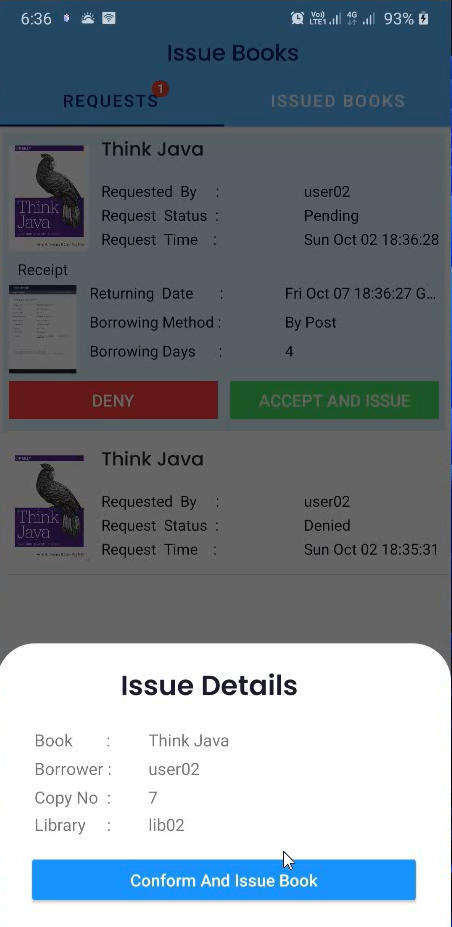 6:36 Vo) LTE1 4G 93%
Issue Books
REQUESTS 1 ISSUED BOOKS
Think Java
Requested By : user02
Request Status : Pending
Request Time : Sun Oct 02 18:36:28
Think Java
Receipt
Returning Date : Fri Oct 07 18:36:27 G...
Borrowing Method : By Post
Borrowing Days : 4
DENY ACCEPT AND ISSUE
Think Java
Requested By : user02
Request Status : Denied
Request Time : Sun Oct 02 18:35:31
Think Java
Issue Details
Book : Think Java
Borrower : user02
Copy No : 7
Library : lib02
Conform And Issue Book